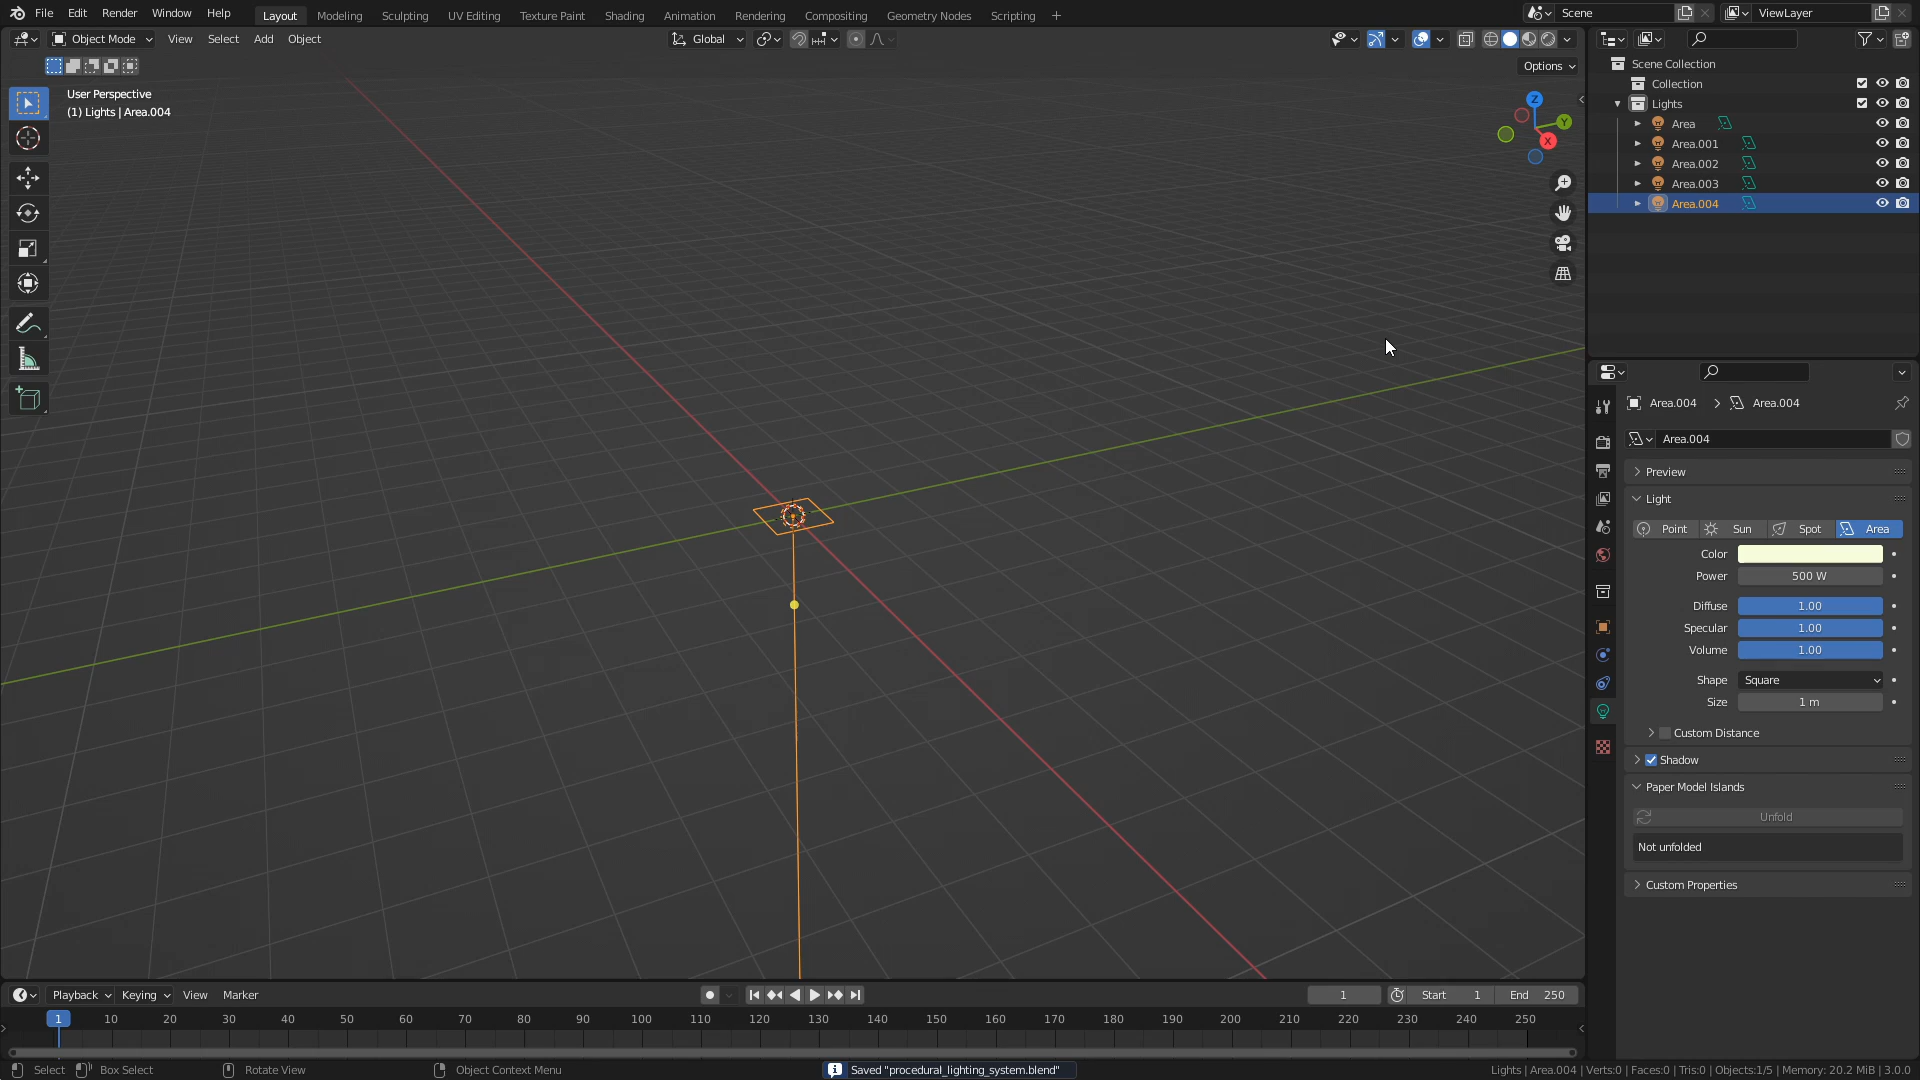 File Edit Render Window Help Layout Modeling Sculpting UV Editing Texture Paint Shading Animation Rendering Compositing Geometry Nodes Scripting + Scene ViewLayer
Object Mode View Select Add Object Global
Options
User Perspective
(1) Lights | Area.004
Z
Y
X
Scene Collection
Collection
Lights
Area
Area.001
Area.002
Area.003
Area.004
Area.004 > Area.004
Area.004
Preview
Light
Point Sun Spot Area
Color
Power 500 W
Diffuse 1.00
Specular 1.00
Volume 1.00
Shape Square
Size 1 m
Custom Distance
Shadow
Paper Model Islands
Unfold
Not unfolded
Custom Properties
Playback Keying View Marker 1 Start 1 End 250
1 10 20 30 40 50 60 70 80 90 100 110 120 130 140 150 160 170 180 190 200 210 220 230 240 250
Select Box Select Rotate View Object Context Menu Saved "procedural_lighting_system.blend" Lights | Area.004 | Verts:0 | Faces:0 | Tris:0 | Objects:1/5 | Memory: 20.2 MiB | 3.0.0